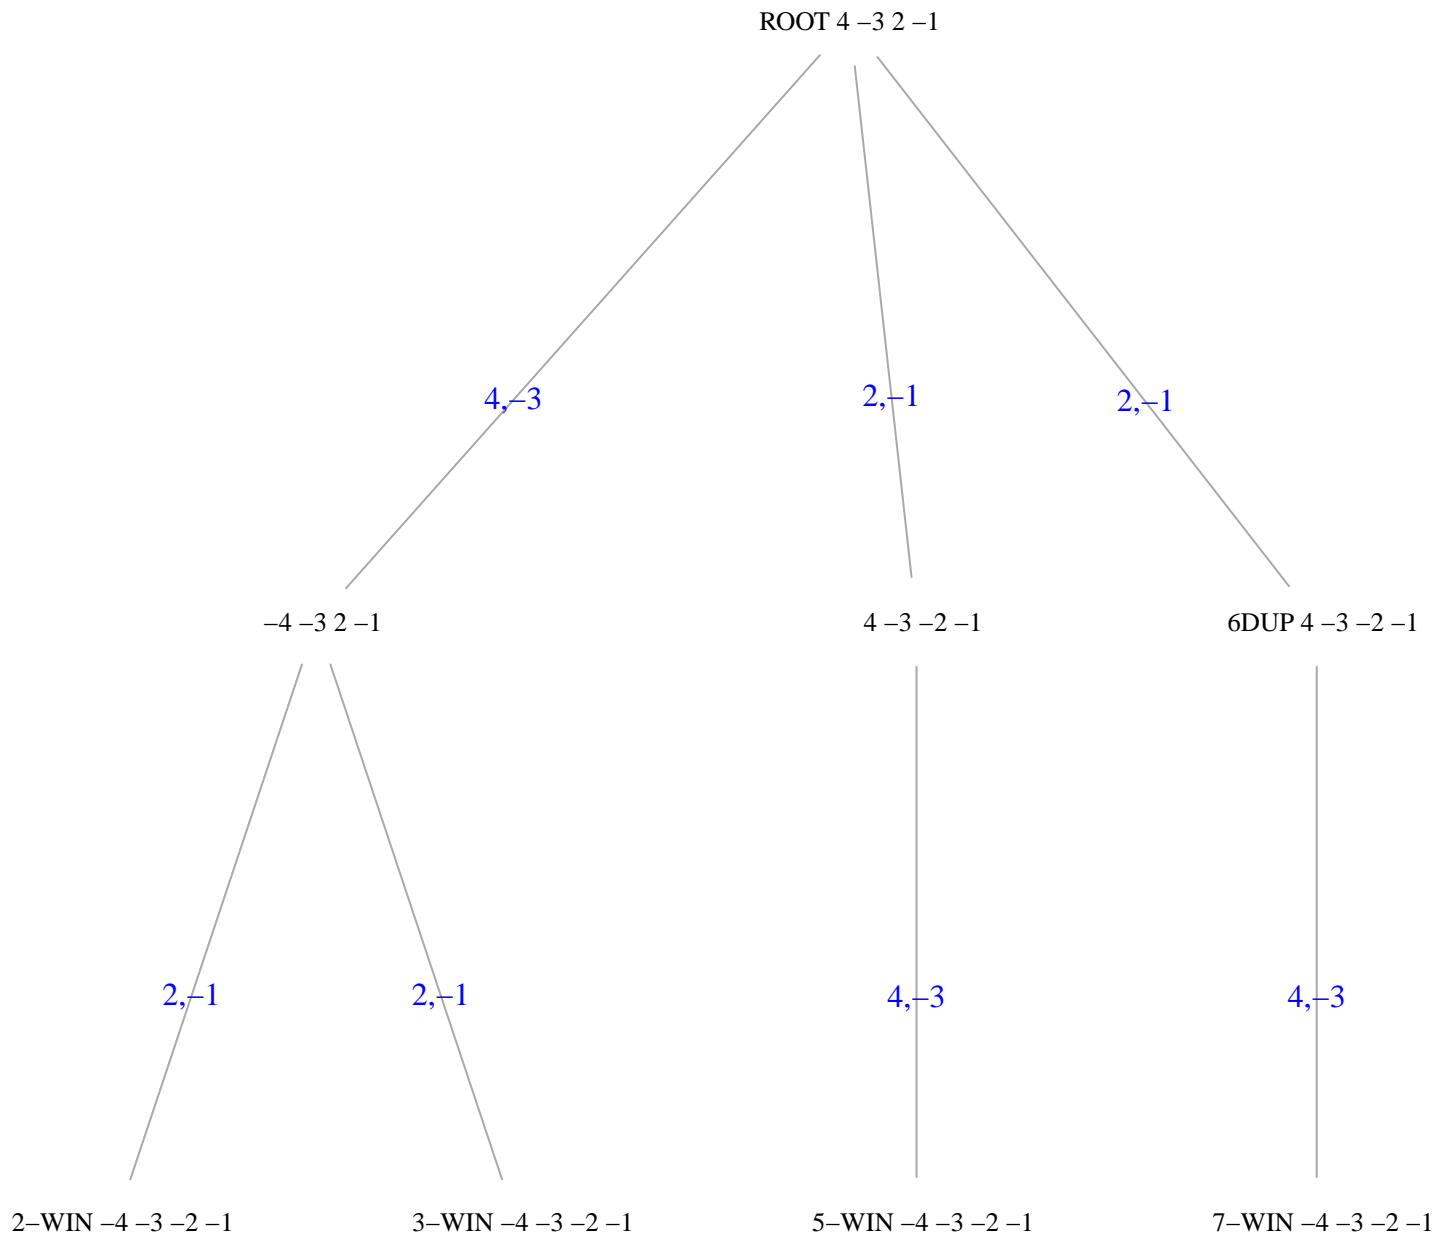 ROOT 4 –3 2 –1
4,–3
2,–1
2,–1
–4 –3 2 –1
4 –3 –2 –1
6DUP 4 –3 –2 –1
2,–1
2,–1
4,–3
4,–3
2–WIN –4 –3 –2 –1
3–WIN –4 –3 –2 –1
5–WIN –4 –3 –2 –1
7–WIN –4 –3 –2 –1